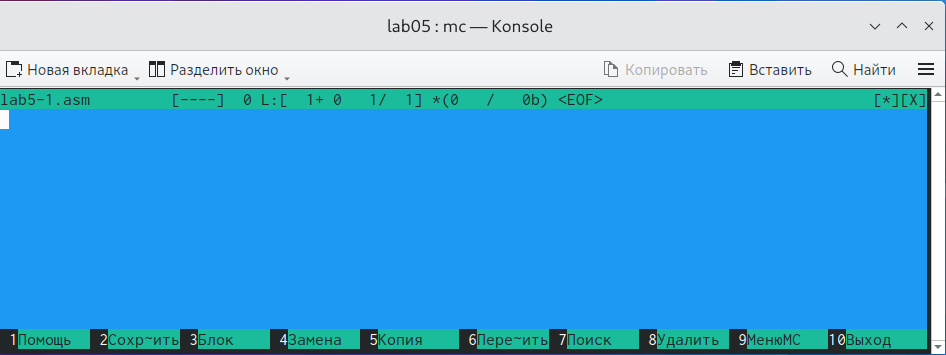 lab05 : mc — Konsole
Новая вкладка Разделить окно Копировать Вставить Найти
lab5-1.asm [----] 0 L:[ 1+ 0 1/ 1] *(0 / 0b) <EOF> [*][X]
1Помощь 2Сохр~ить 3Блок 4Замена 5Копия 6Пере~ить 7Поиск 8Удалить 9МенюMC 10Выход